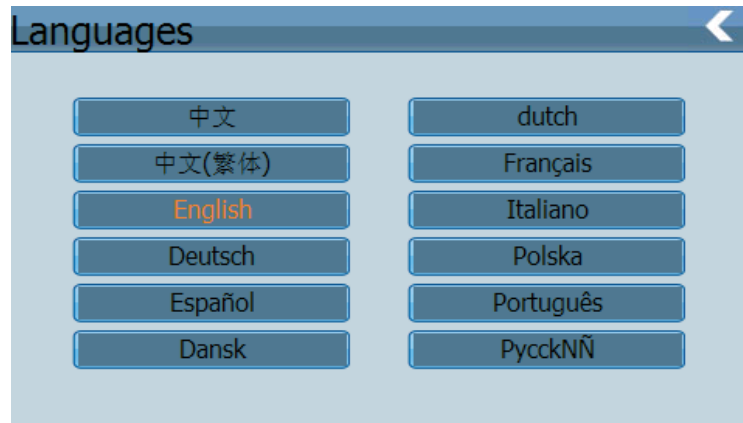 Languages
中文
中文(繁体)
English
Deutsch
Español
Dansk
dutch
Français
Italiano
Polska
Português
PycckNÑ